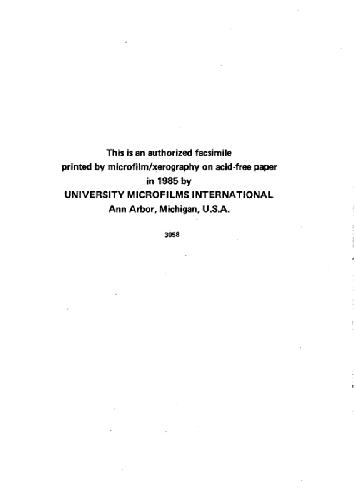 This is an authorized facsimile
printed by microfilm/xerography on acid-free paper
in 1985 by
UNIVERSITY MICROFILMS INTERNATIONAL
Ann Arbor, Michigan, U.S.A.
3958